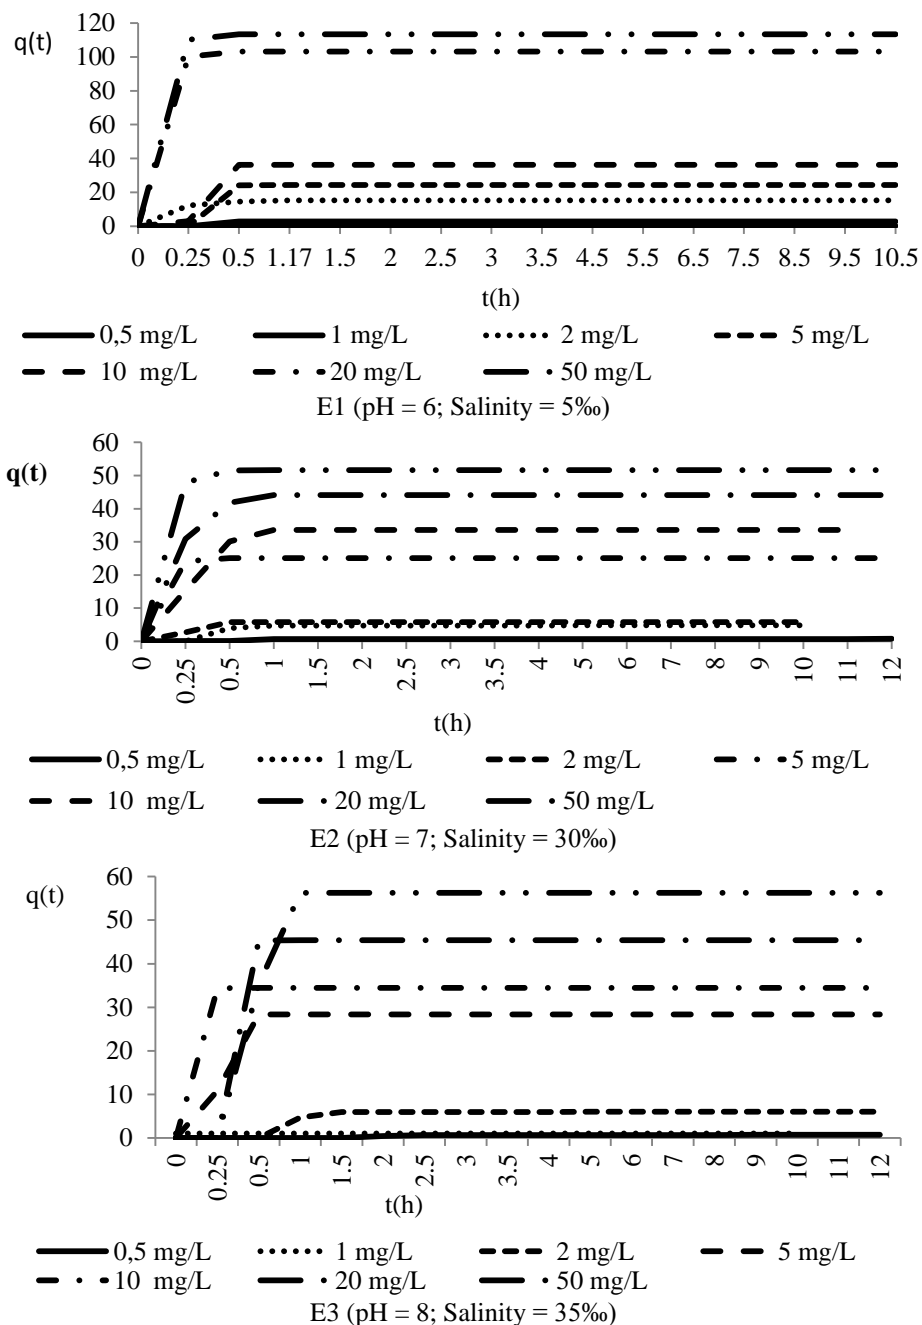 120
q(t)
100
80
60
40
20
0
0 0.25 0.5 1.17 1.5 2 2.5 3 3.5 4.5 5.5 6.5 7.5 8.5 9.5 10.5
t(h)
0,5 mg/L 1 mg/L 2 mg/L 5 mg/L
10 mg/L 20 mg/L 50 mg/L
E1 (pH = 6; Salinity = 5‰)
60
q(t)
50
40
30
20
10
0
0 0.25 0.5 1 1.5 2 2.5 3 3.5 4 5 6 7 8 9 10 11 12
t(h)
0,5 mg/L 1 mg/L 2 mg/L 5 mg/L
10 mg/L 20 mg/L 50 mg/L
E2 (pH = 7; Salinity = 30‰)
60
q(t)
50
40
30
20
10
0
0 0.25 0.5 1 1.5 2 2.5 3 3.5 4 5 6 7 8 9 10 11 12
t(h)
0,5 mg/L 1 mg/L 2 mg/L 5 mg/L
10 mg/L 20 mg/L 50 mg/L
E3 (pH = 8; Salinity = 35‰)